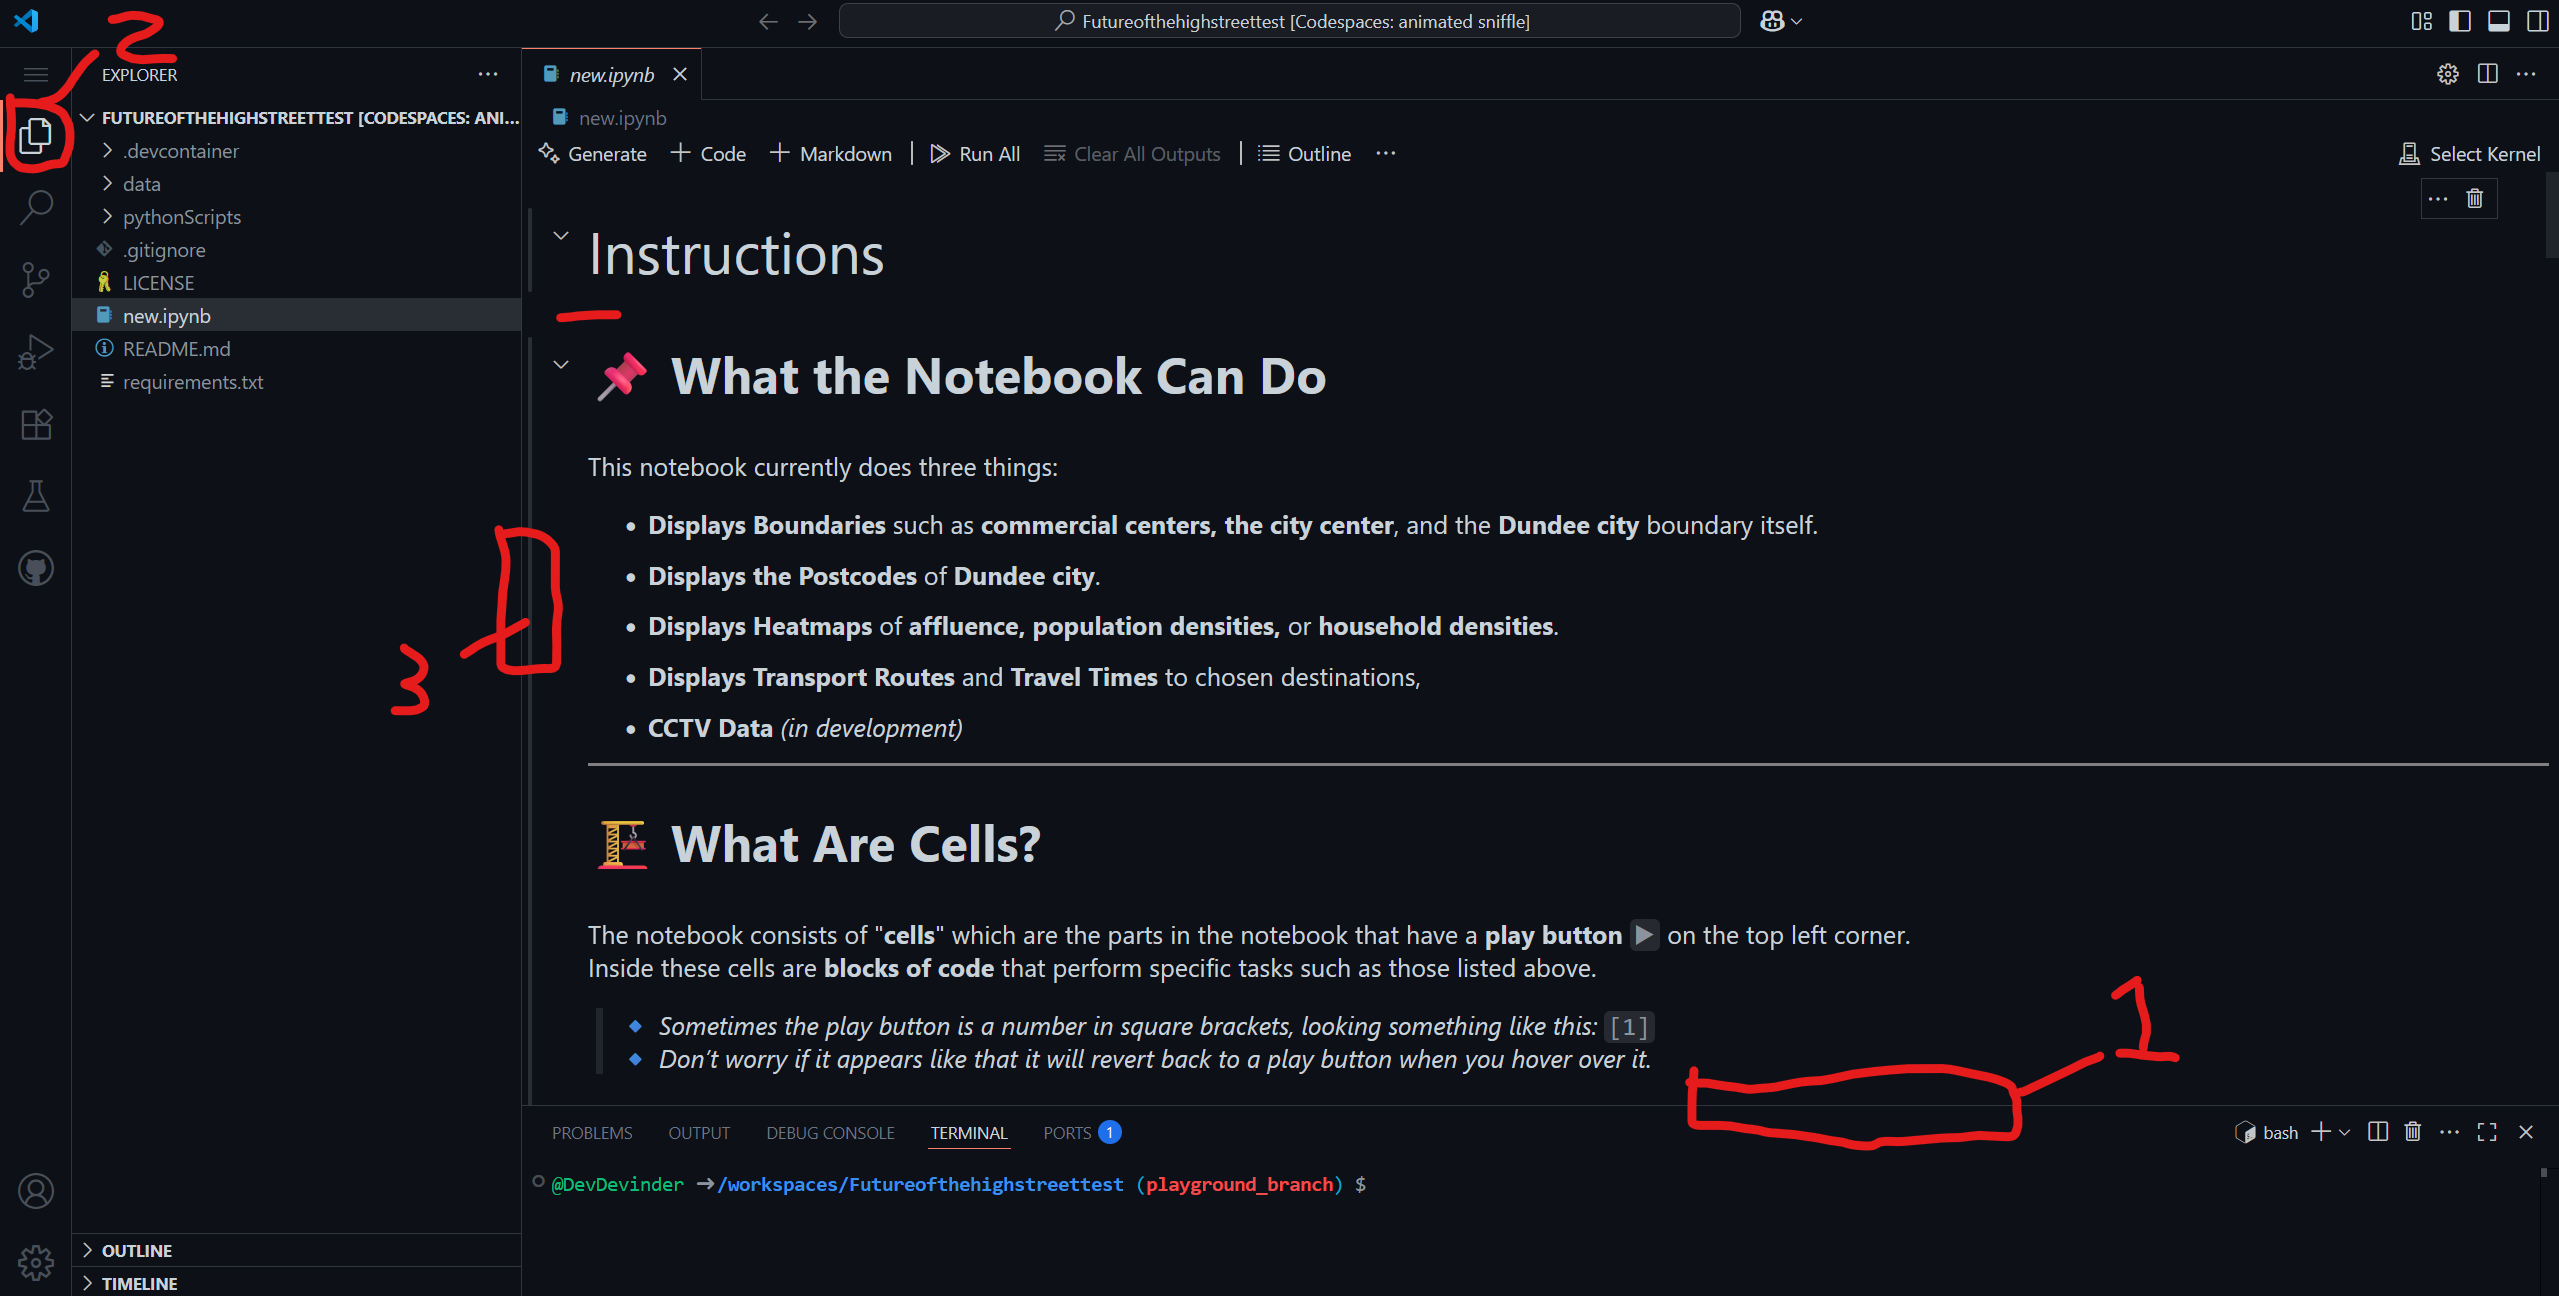 Futureofthehighstreettest [Codespaces: animated sniffle]
2
EXPLORER
FUTUREOFTHEHIGHSTREETTEST [CODESPACES: ANI...
.devcontainer
data
pythonScripts
.gitignore
LICENSE
new.ipynb
README.md
requirements.txt
OUTLINE
TIMELINE
new.ipynb
new.ipynb
Generate + Code + Markdown | Run All Clear All Outputs | Outline ... Select Kernel
Instructions
📌 What the Notebook Can Do
This notebook currently does three things:
• Displays Boundaries such as commercial centers, the city center, and the Dundee city boundary itself.
• Displays the Postcodes of Dundee city.
• Displays Heatmaps of affluence, population densities, or household densities.
• Displays Transport Routes and Travel Times to chosen destinations,
• CCTV Data (in development)
3
🏗️ What Are Cells?
The notebook consists of "cells" which are the parts in the notebook that have a play button ▶ on the top left corner.
Inside these cells are blocks of code that perform specific tasks such as those listed above.
🔹 Sometimes the play button is a number in square brackets, looking something like this: [1]
🔹 Don’t worry if it appears like that it will revert back to a play button when you hover over it.
1
PROBLEMS OUTPUT DEBUG CONSOLE TERMINAL PORTS 1 bash
@DevDevinder ➜/workspaces/Futureofthehighstreettest (playground_branch) $